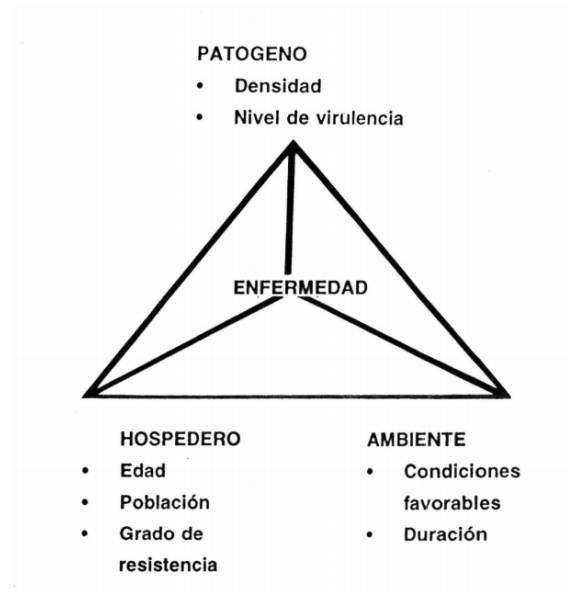 PATOGENO
• Densidad
• Nivel de virulencia
ENFERMEDAD
HOSPEDERO
• Edad
• Población
• Grado de
resistencia
AMBIENTE
• Condiciones
favorables
• Duración